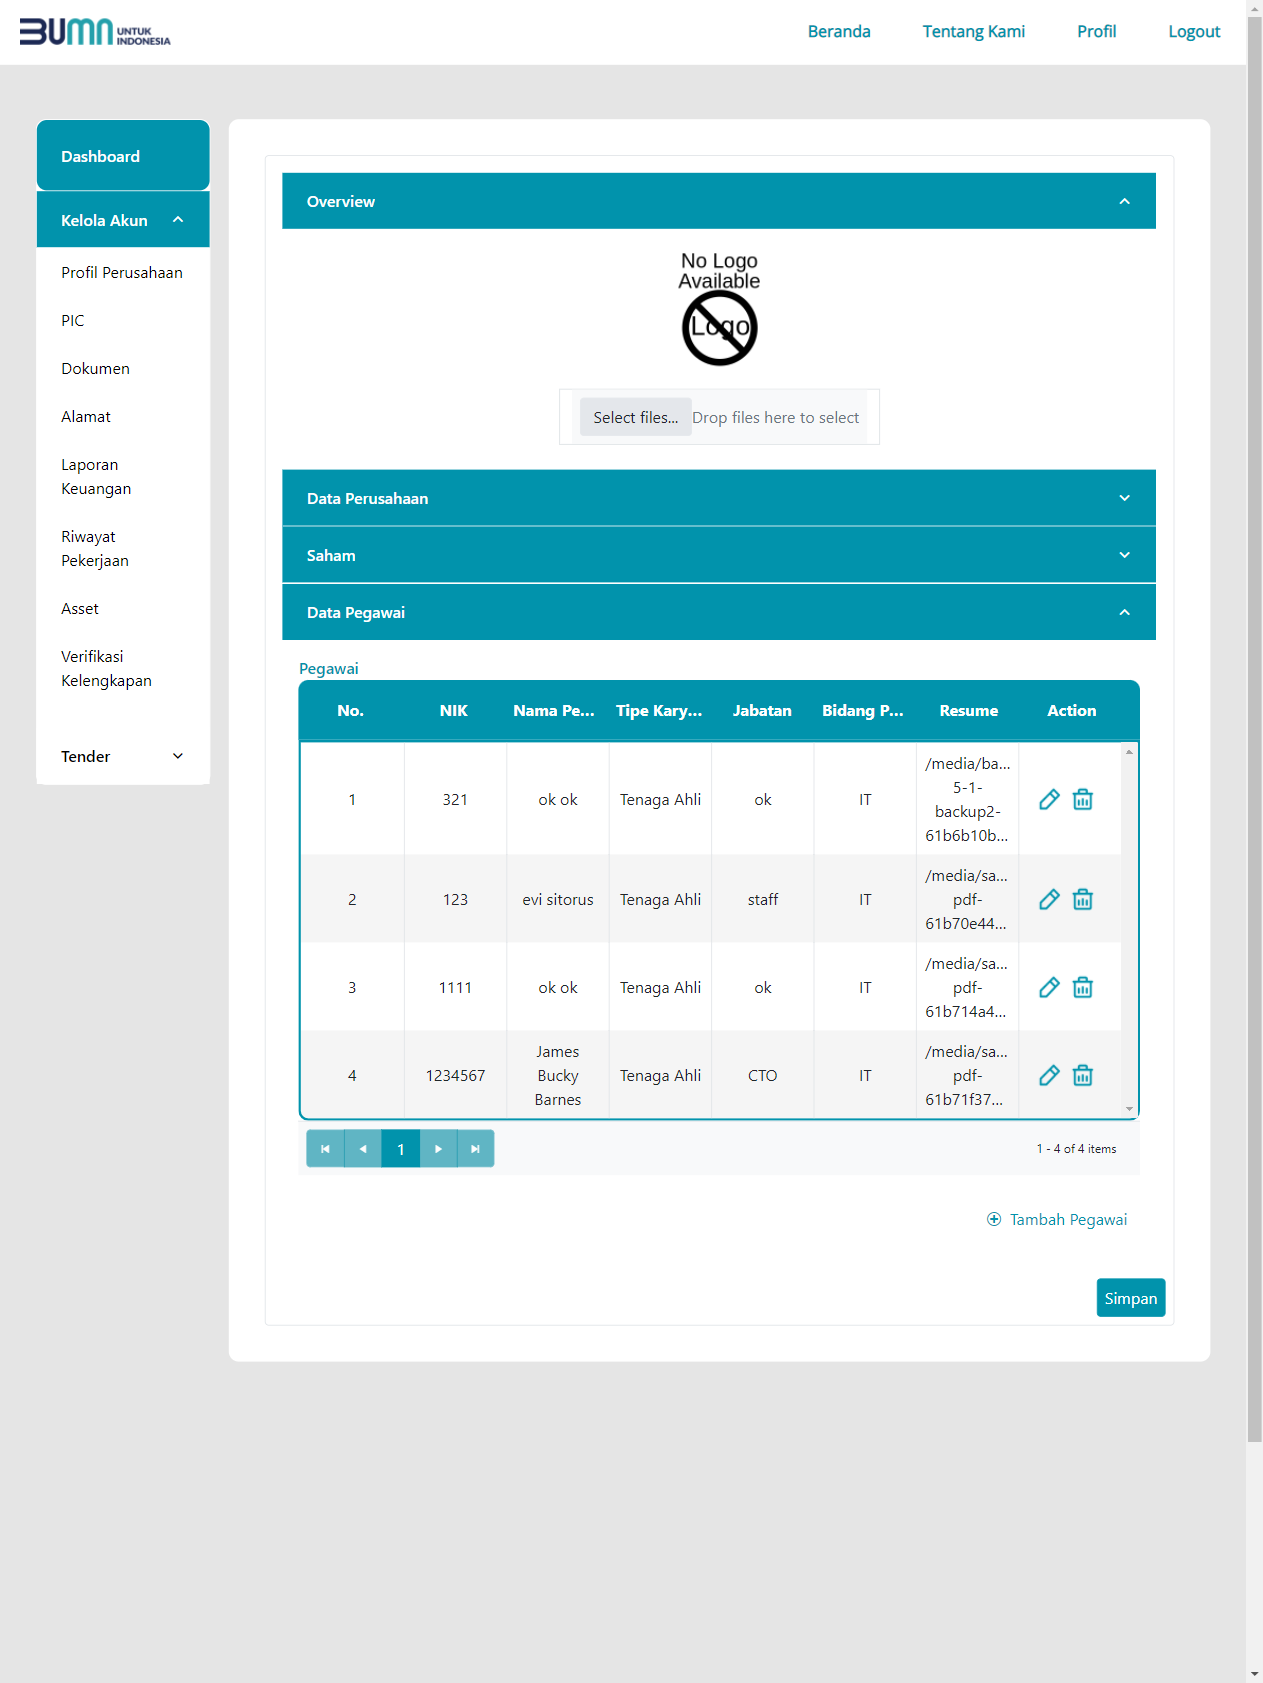 BUMN UNTUK INDONESIA
Beranda
Tentang Kami
Profil
Logout
Dashboard
Kelola Akun
Profil Perusahaan
PIC
Dokumen
Alamat
Laporan
Keuangan
Riwayat
Pekerjaan
Asset
Verifikasi
Kelengkapan
Tender
Overview
No Logo
Available
Logo
Select files...
Drop files here to select
Data Perusahaan
Saham
Data Pegawai
Pegawai
No. NIK Nama Pe... Tipe Kary... Jabatan Bidang P... Resume Action
1 321 ok ok Tenaga Ahli ok IT /media/ba...
5-1-
backup2-
61b6b10b...
2 123 evi sitorus Tenaga Ahli staff IT /media/sa...
pdf-
61b70e44...
3 1111 ok ok Tenaga Ahli ok IT /media/sa...
pdf-
61b714a4...
4 1234567 James
Bucky
Barnes
Tenaga Ahli CTO IT /media/sa...
pdf-
61b71f37...
1
1 - 4 of 4 items
Tambah Pegawai
Simpan